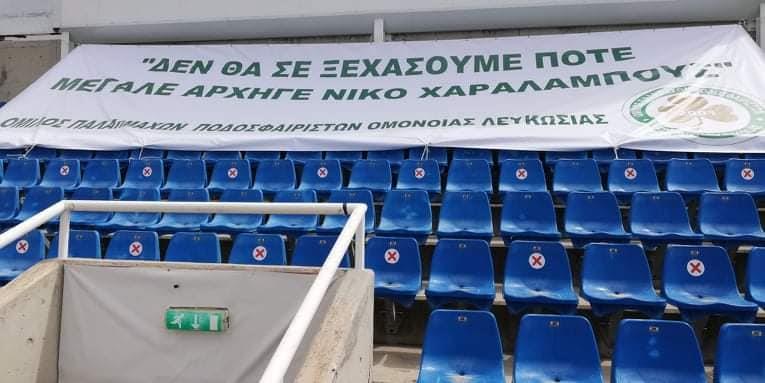 "ΔΕΝ ΘΑ ΣΕ ΞΕΧΑΣΟΥΜΕ ΠΟΤΕ
ΜΕΓΑΛΕ ΑΡΧΗΓΕ ΝΙΚΟ ΧΑΡΑΛΑΜΠΟΥΣ"
ΟΜΙΛΟΣ ΠΑΛΑΙΜΑΧΩΝ ΠΟΔΟΣΦΑΙΡΙΣΤΩΝ ΟΜΟΝΟΙΑΣ ΛΕΥΚΩΣΙΑΣ